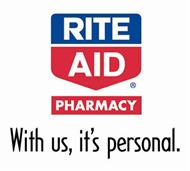 RITE
AID
®
PHARMACY
With us, it's personal.